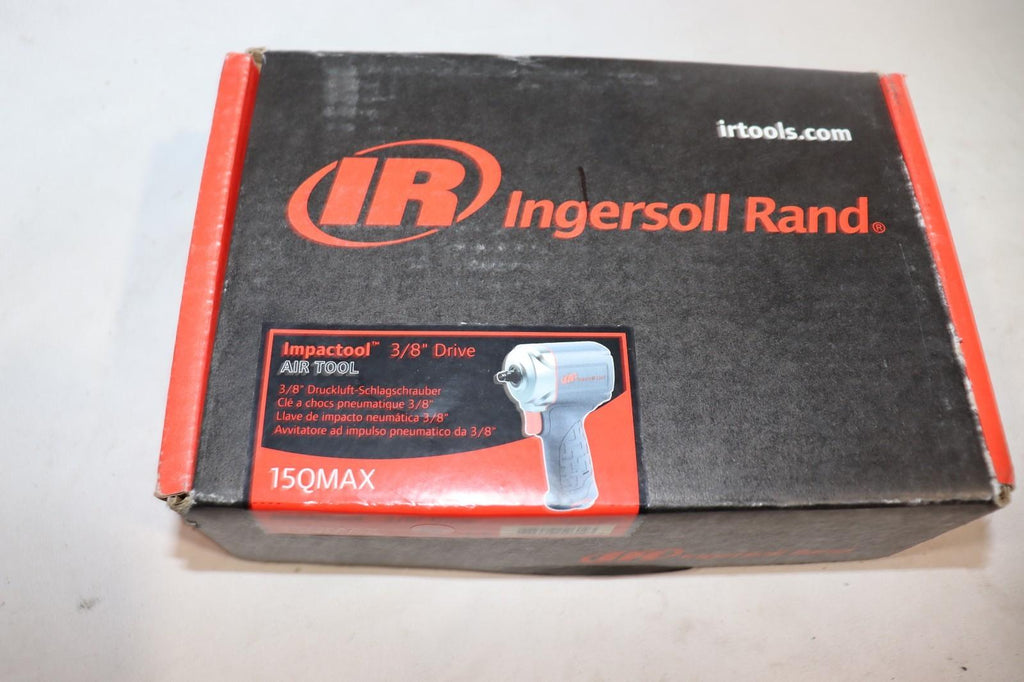 irtools.com
IR Ingersoll Rand®
Impactool™ 3/8" Drive
AIR TOOL
3/8" Druckluft-Schlagschrauber
Clé a chocs pneumatique 3/8"
Llave de impacto neumática 3/8"
Avvitatore ad impulso pneumatico da 3/8"
15QMAX